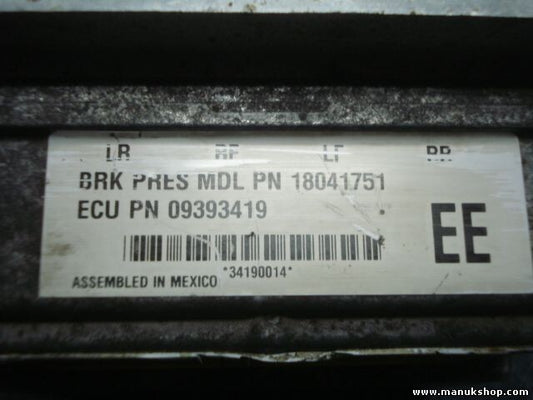 LR RF LF RR
BRK PRES MDL PN 18041751
ECU PN 09393419
EE
*34190014*
ASSEMBLED IN MEXICO
www.manukshop.com